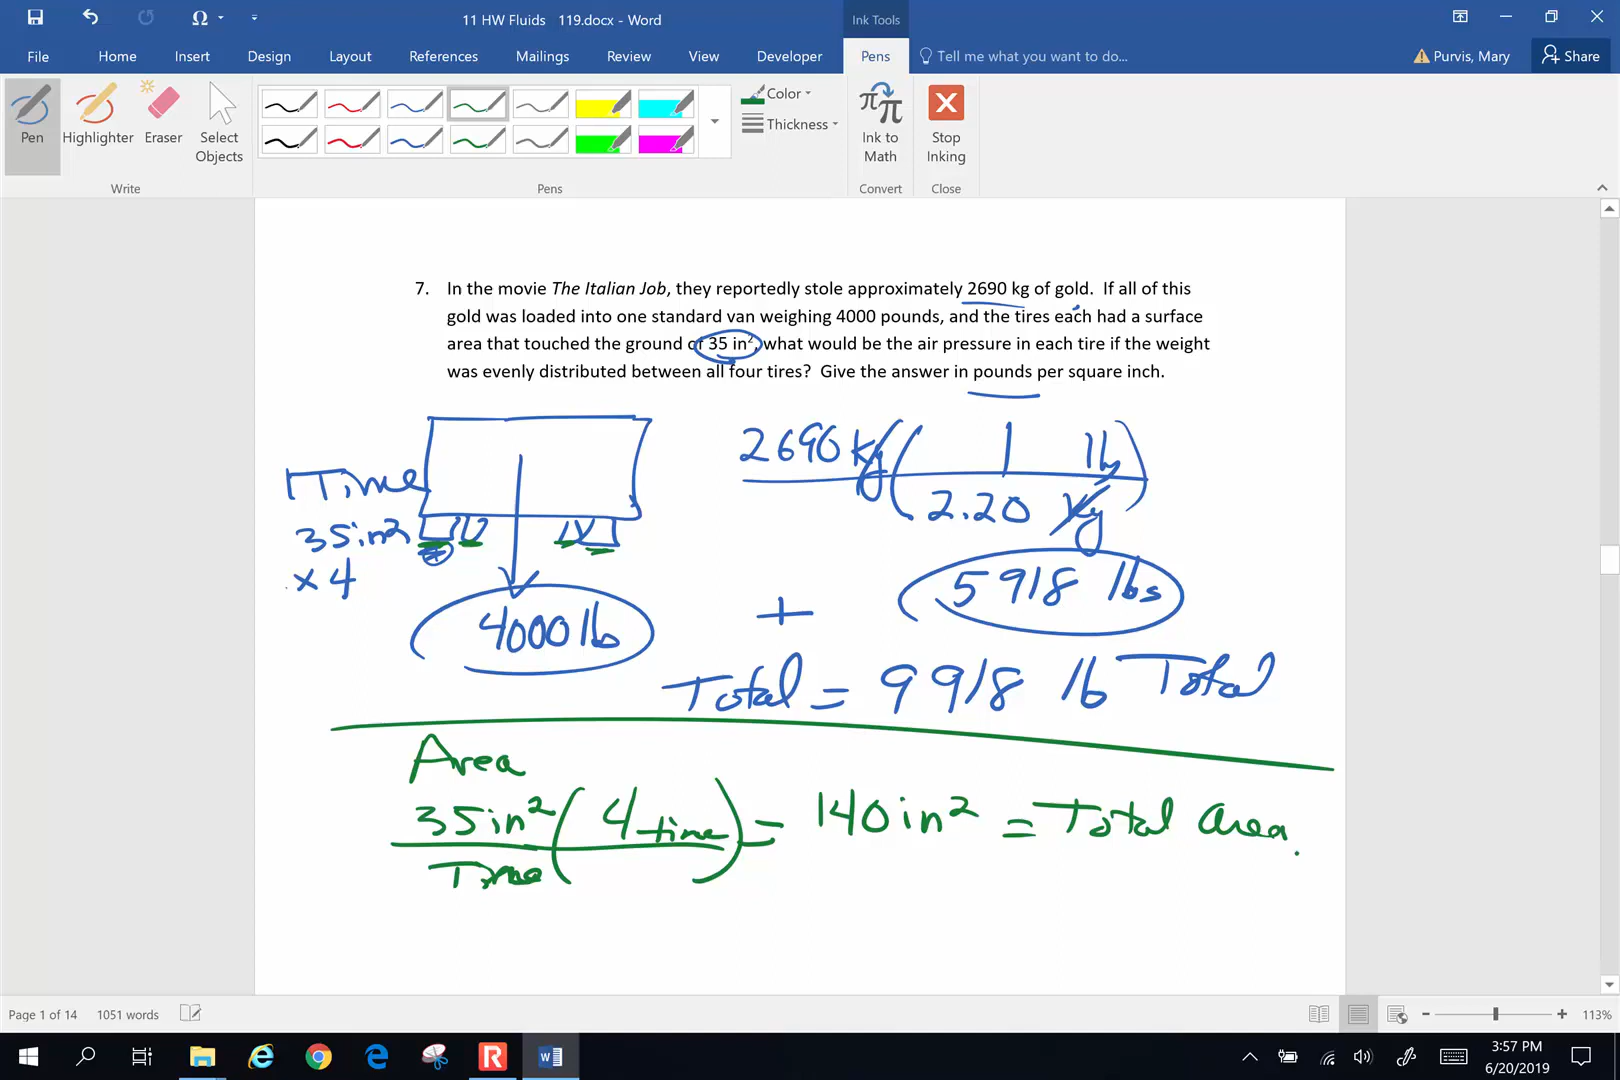 11 HW Fluids 119.docx - Word
Ink Tools
File Home Insert Design Layout References Mailings Review View Developer Pens Tell me what you want to do... Purvis, Mary Share
Pen Highlighter Eraser Select Objects
Color
Thickness
Ink to Math
Stop Inking
Write Pens Convert Close
7. In the movie The Italian Job, they reportedly stole approximately 2690 kg of gold. If all of this
gold was loaded into one standard van weighing 4000 pounds, and the tires each had a surface
area that touched the ground of 35 in², what would be the air pressure in each tire if the weight
was evenly distributed between all four tires? Give the answer in pounds per square inch.
2690 kg ( 1 lb
2.20 kg )
1 Tire
35in²
x 4
4000 lb
+ 5918 lbs
Total = 9918 lb Total
Area
35in² ( 4 tire ) = 140 in² = Total area.
Tire
Page 1 of 14 1051 words 113%
3:57 PM
6/20/2019